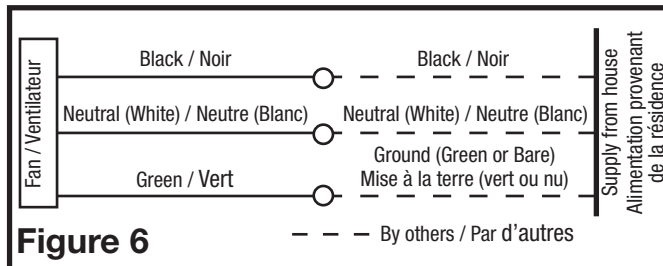 Fan / Ventilateur
Black / Noir
Black / Noir
Neutral (White) / Neutre (Blanc)
Neutral (White) / Neutre (Blanc)
Green / Vert
Ground (Green or Bare)
Mise à la terre (vert ou nu)
Supply from house
Alimentation provenant
de la résidence
Figure 6
By others / Par d'autres